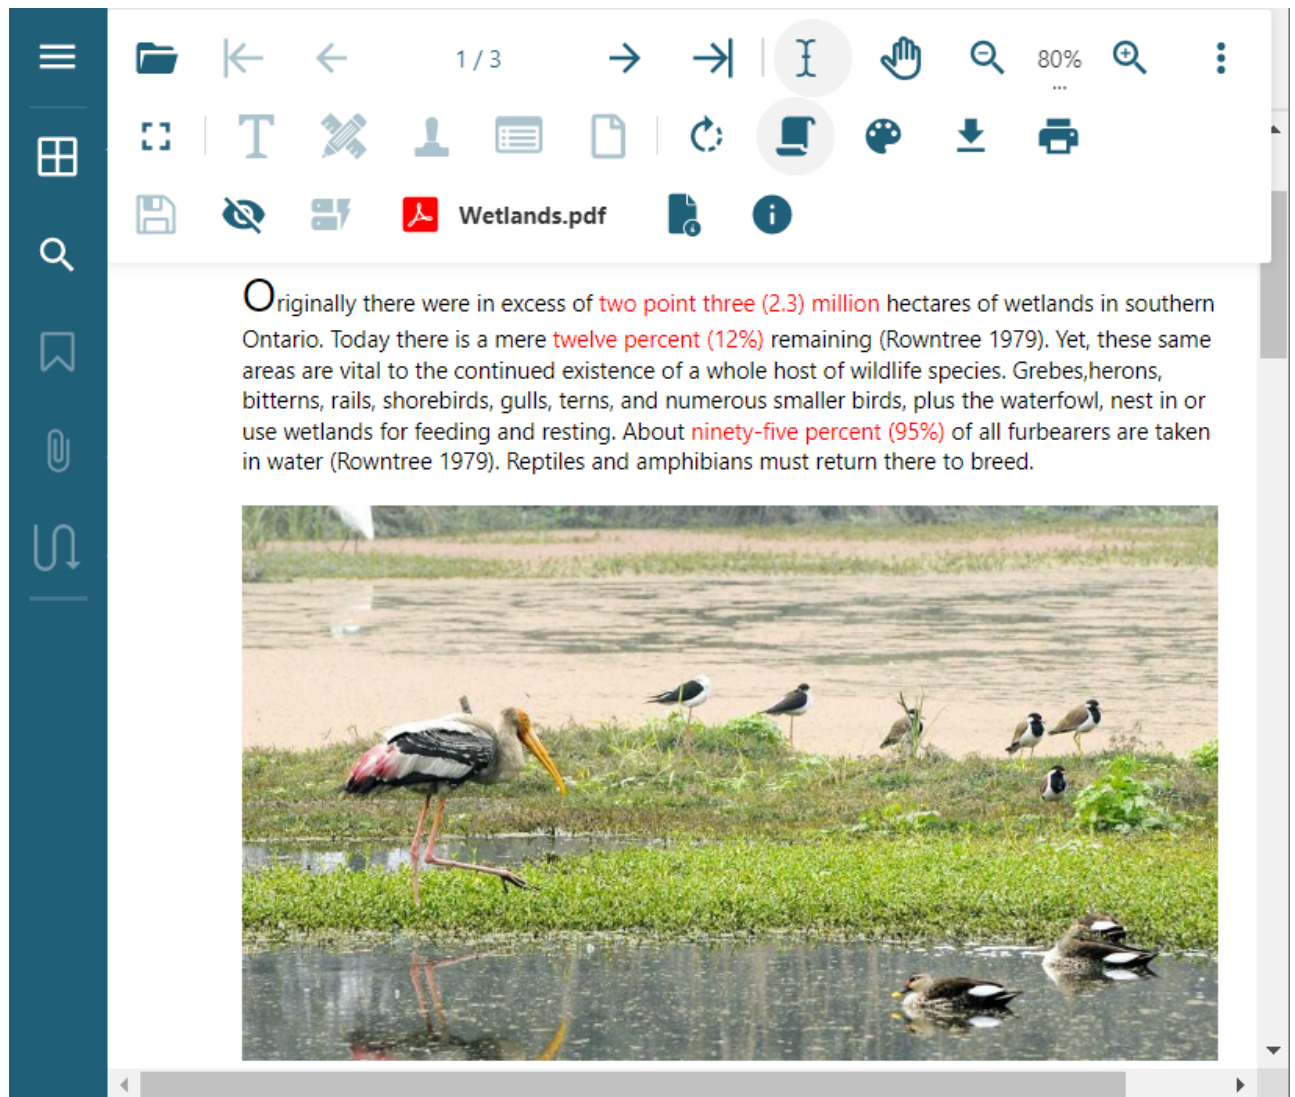 1 / 3
80%
...
Wetlands.pdf
Originally there were in excess of two point three (2.3) million hectares of wetlands in southern
Ontario. Today there is a mere twelve percent (12%) remaining (Rowntree 1979). Yet, these same
areas are vital to the continued existence of a whole host of wildlife species. Grebes,herons,
bitterns, rails, shorebirds, gulls, terns, and numerous smaller birds, plus the waterfowl, nest in or
use wetlands for feeding and resting. About ninety-five percent (95%) of all furbearers are taken
in water (Rowntree 1979). Reptiles and amphibians must return there to breed.